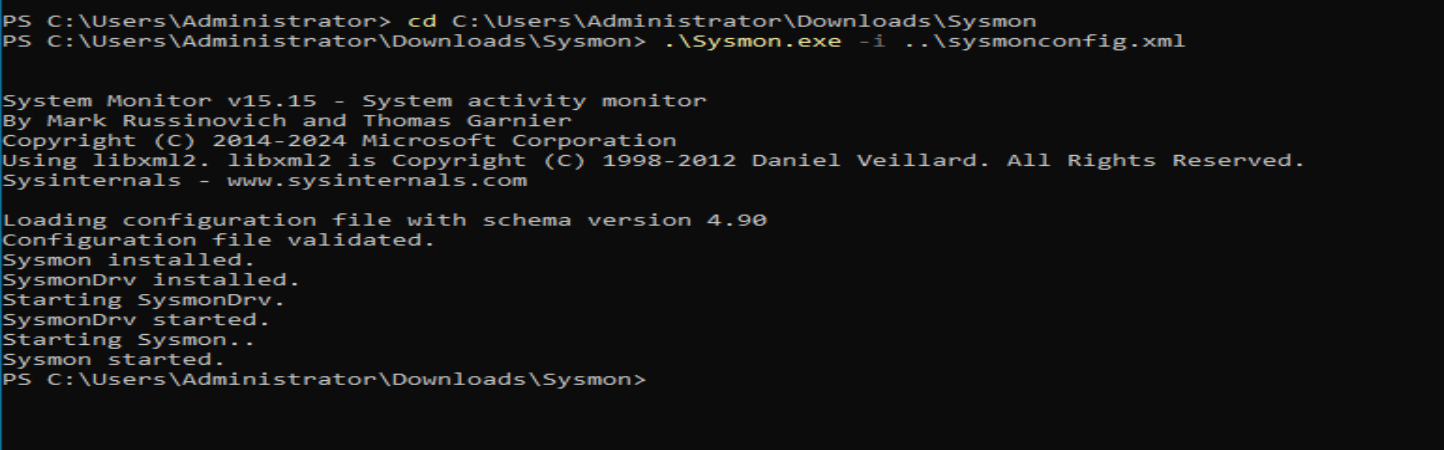 PS C:\Users\Administrator> cd C:\Users\Administrator\Downloads\Sysmon
PS C:\Users\Administrator\Downloads\Sysmon> .\Sysmon.exe -i ..\sysmonconfig.xml
System Monitor v15.15 - System activity monitor
By Mark Russinovich and Thomas Garnier
Copyright (C) 2014-2024 Microsoft Corporation
Using libxml2. libxml2 is Copyright (C) 1998-2012 Daniel Veillard. All Rights Reserved.
Sysinternals - www.sysinternals.com
Loading configuration file with schema version 4.90
Configuration file validated.
Sysmon installed.
SysmonDrv installed.
Starting SysmonDrv.
SysmonDrv started.
Starting Sysmon..
Sysmon started.
PS C:\Users\Administrator\Downloads\Sysmon>